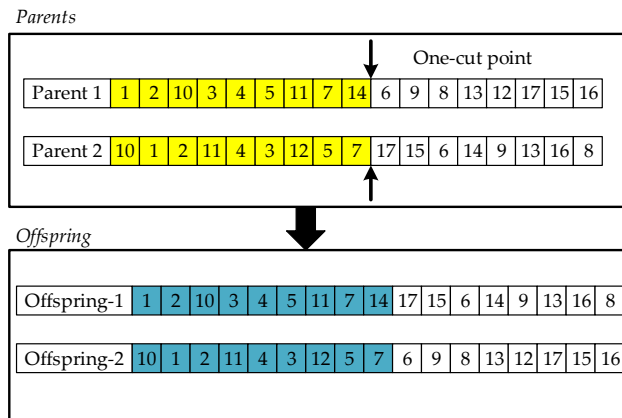 Parents
One-cut point
Parent 1 1 2 10 3 4 5 11 7 14 6 9 8 13 12 17 15 16
Parent 2 10 1 2 11 4 3 12 5 7 17 15 6 14 9 13 16 8
Offspring
Offspring-1 1 2 10 3 4 5 11 7 14 17 15 6 14 9 13 16 8
Offspring-2 10 1 2 11 4 3 12 5 7 6 9 8 13 12 17 15 16